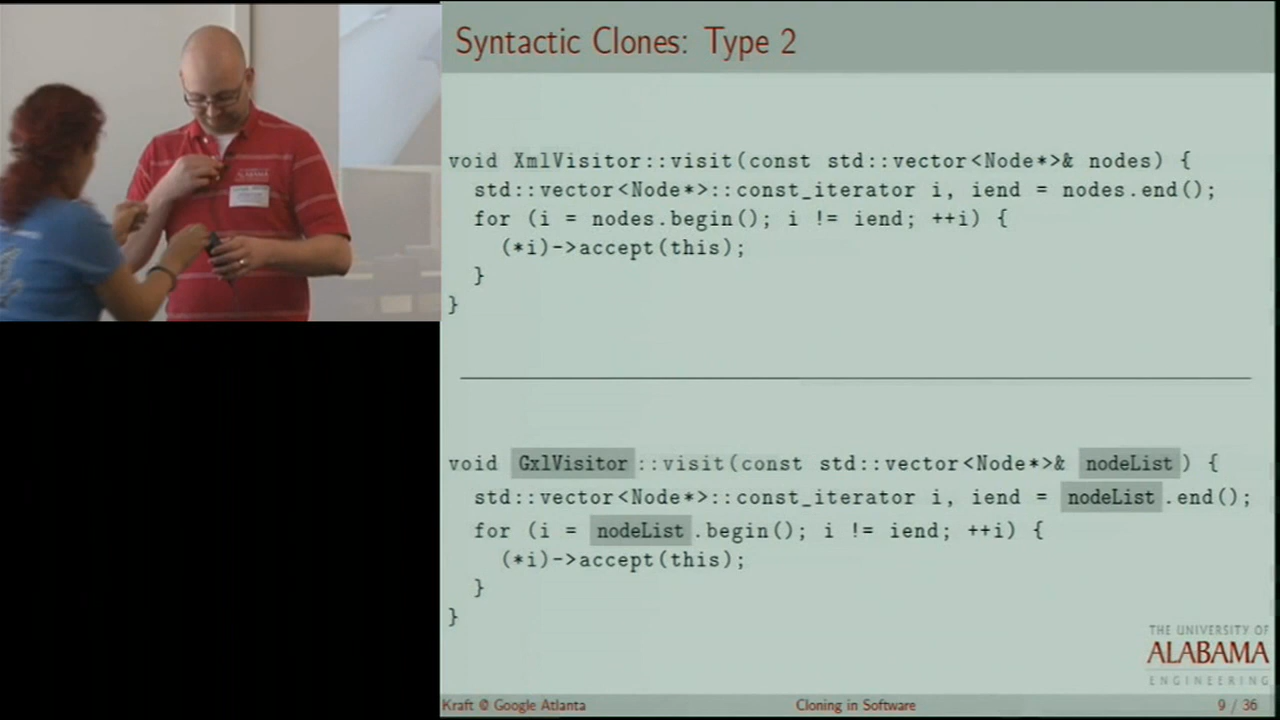 Syntactic Clones: Type 2
void XmlVisitor::visit(const std::vector<Node*>& nodes) {
std::vector<Node*>::const_iterator i, iend = nodes.end();
for (i = nodes.begin(); i != iend; ++i) {
(*i)->accept(this);
}
}
void GxlVisitor::visit(const std::vector<Node*>& nodeList) {
std::vector<Node*>::const_iterator i, iend = nodeList.end();
for (i = nodeList.begin(); i != iend; ++i) {
(*i)->accept(this);
}
}
THE UNIVERSITY OF
ALABAMA
ENGINEERING
Kraft @ Google Atlanta
Cloning in Software
9 / 36